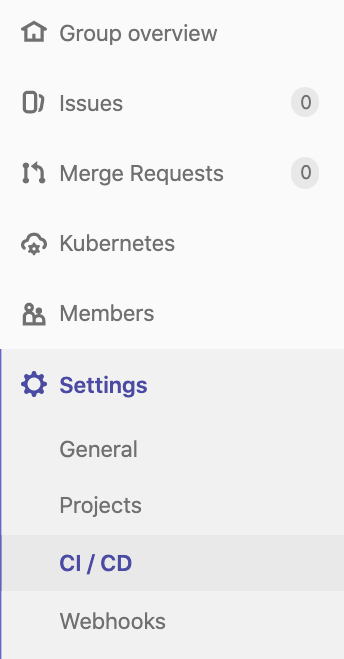 Group overview
Issues 0
Merge Requests 0
Kubernetes
Members
Settings
General
Projects
CI / CD
Webhooks